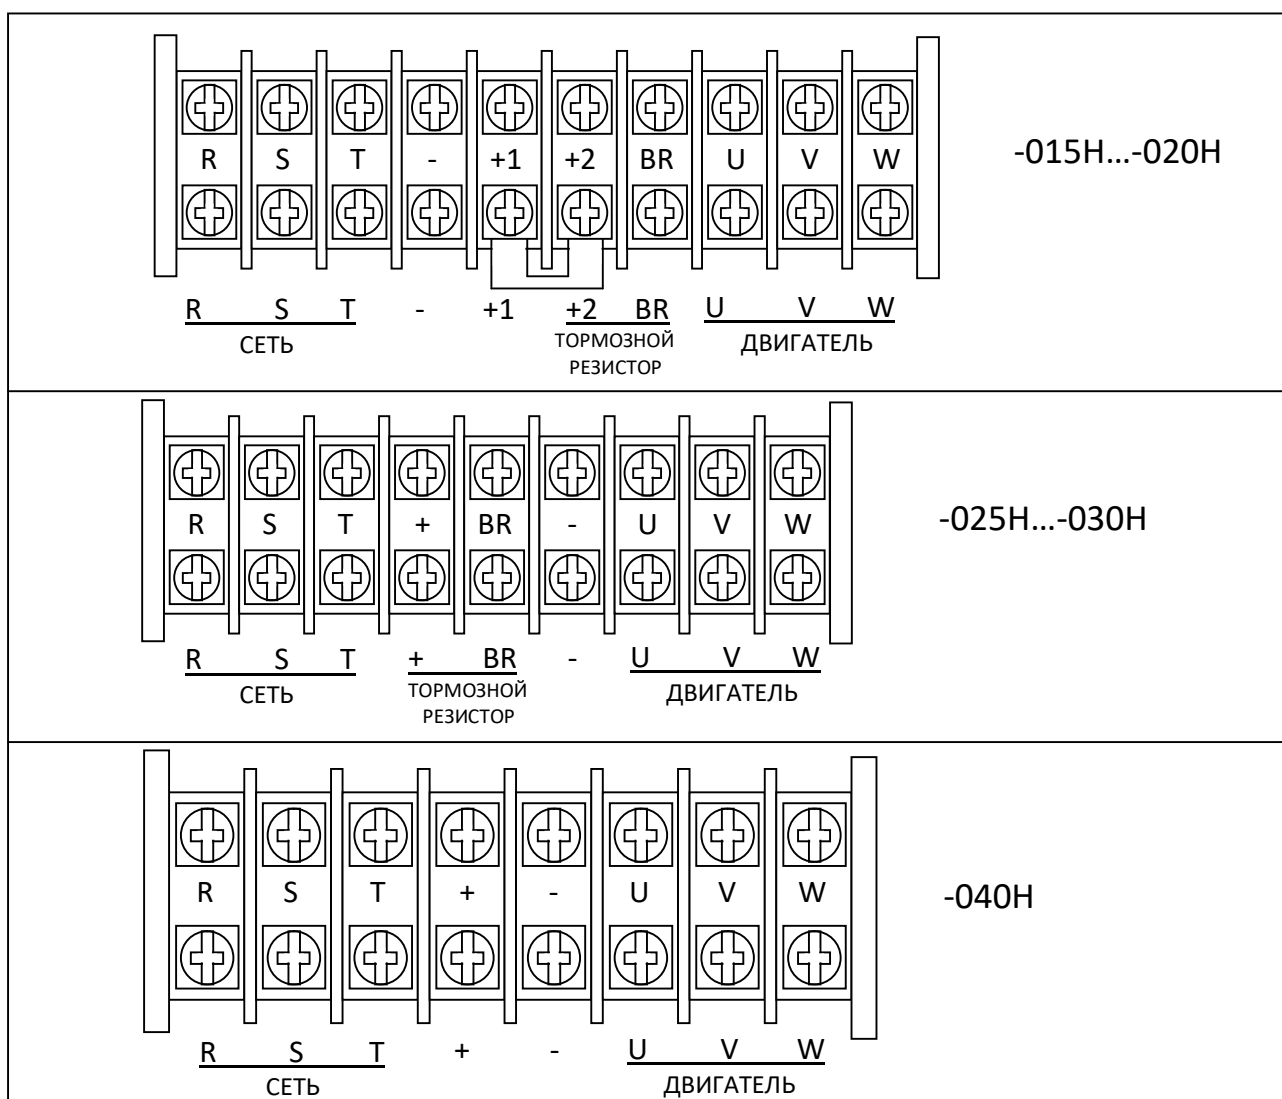 R S T - +1 +2 BR U V W
-015H...-020H
R S T - +1 +2 BR U V W
СЕТЬ ТОРМОЗНОЙ РЕЗИСТОР ДВИГАТЕЛЬ
R S T + BR - U V W
-025H...-030H
R S T + BR - U V W
СЕТЬ ТОРМОЗНОЙ РЕЗИСТОР ДВИГАТЕЛЬ
R S T + - U V W
-040H
R S T + - U V W
СЕТЬ ДВИГАТЕЛЬ